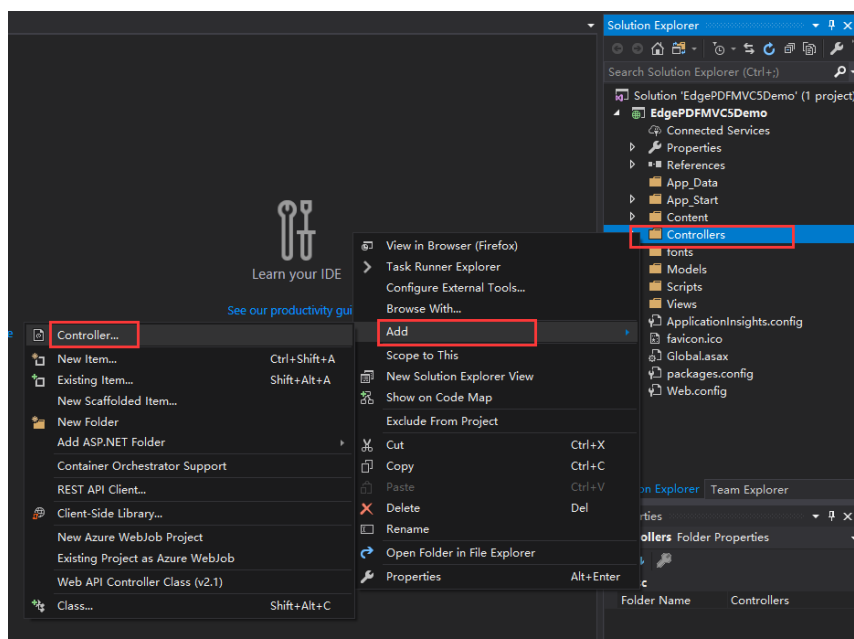 Solution Explorer
Search Solution Explorer (Ctrl+;)
Solution 'EdgePDFMVC5Demo' (1 project
EdgePDFMVC5Demo
Connected Services
Properties
References
App_Data
App_Start
Content
Controllers
fonts
Models
Scripts
Views
ApplicationInsights.config
favicon.ico
Global.asax
packages.config
Web.config
Learn your IDE
See our productivity gui
View in Browser (Firefox)
Task Runner Explorer
Configure External Tools...
Browse With...
Add
Scope to This
New Solution Explorer View
Show on Code Map
Exclude From Project
Cut Ctrl+X
Copy Ctrl+C
Paste Ctrl+V
Delete Del
Rename
Open Folder in File Explorer
Properties Alt+Enter
Controller...
New Item... Ctrl+Shift+A
Existing Item... Shift+Alt+A
New Scaffolded Item...
New Folder
Add ASP.NET Folder
Container Orchestrator Support
REST API Client...
Client-Side Library...
New Azure WebJob Project
Existing Project as Azure WebJob
Web API Controller Class (v2.1)
Class... Shift+Alt+C
on Explorer Team Explorer
rties
ollers Folder Properties
c
Folder Name Controllers